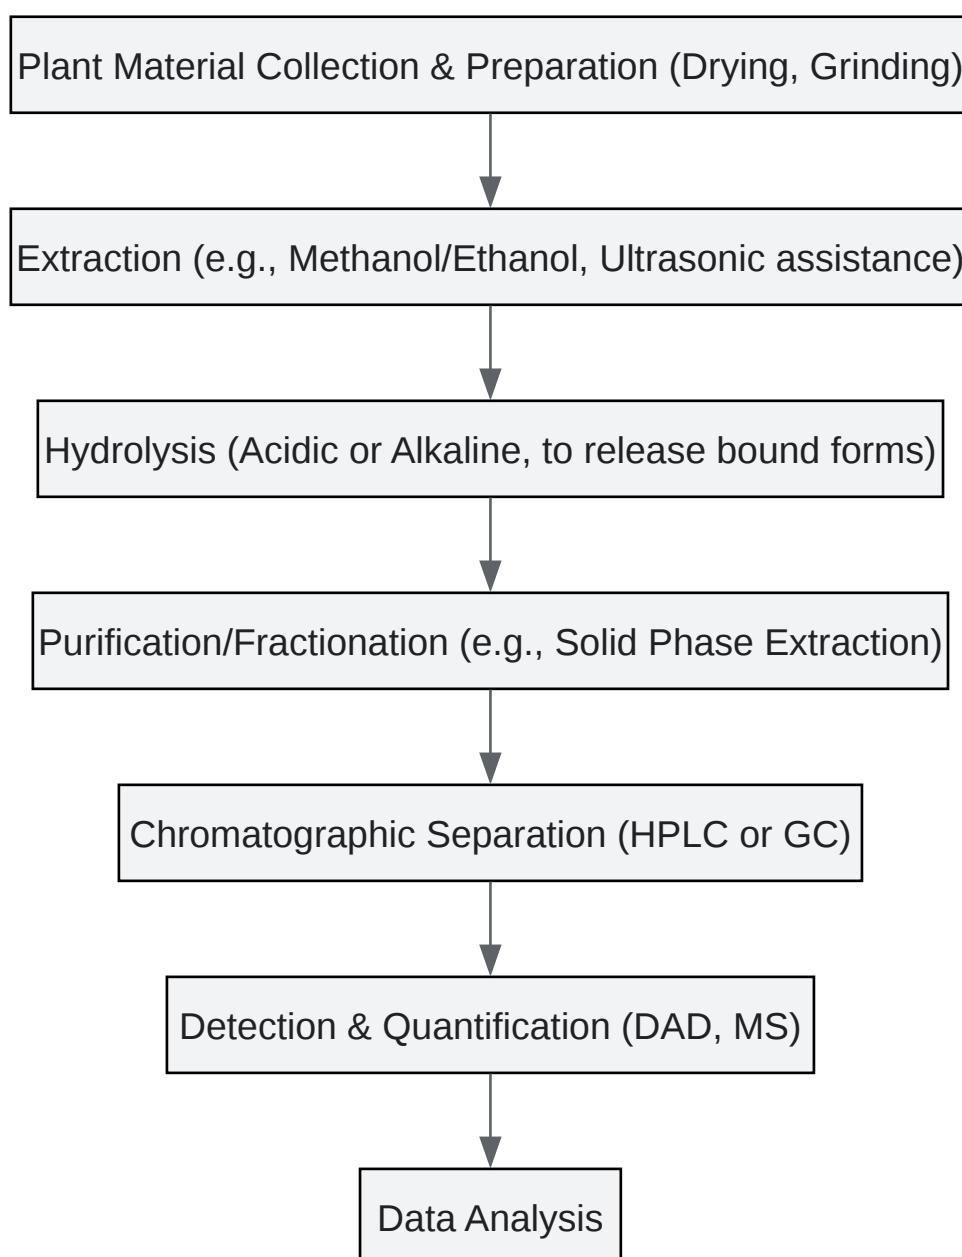 Plant Material Collection & Preparation (Drying, Grinding)
Extraction (e.g., Methanol/Ethanol, Ultrasonic assistance)
Hydrolysis (Acidic or Alkaline, to release bound forms)
Purification/Fractionation (e.g., Solid Phase Extraction)
Chromatographic Separation (HPLC or GC)
Detection & Quantification (DAD, MS)
Data Analysis